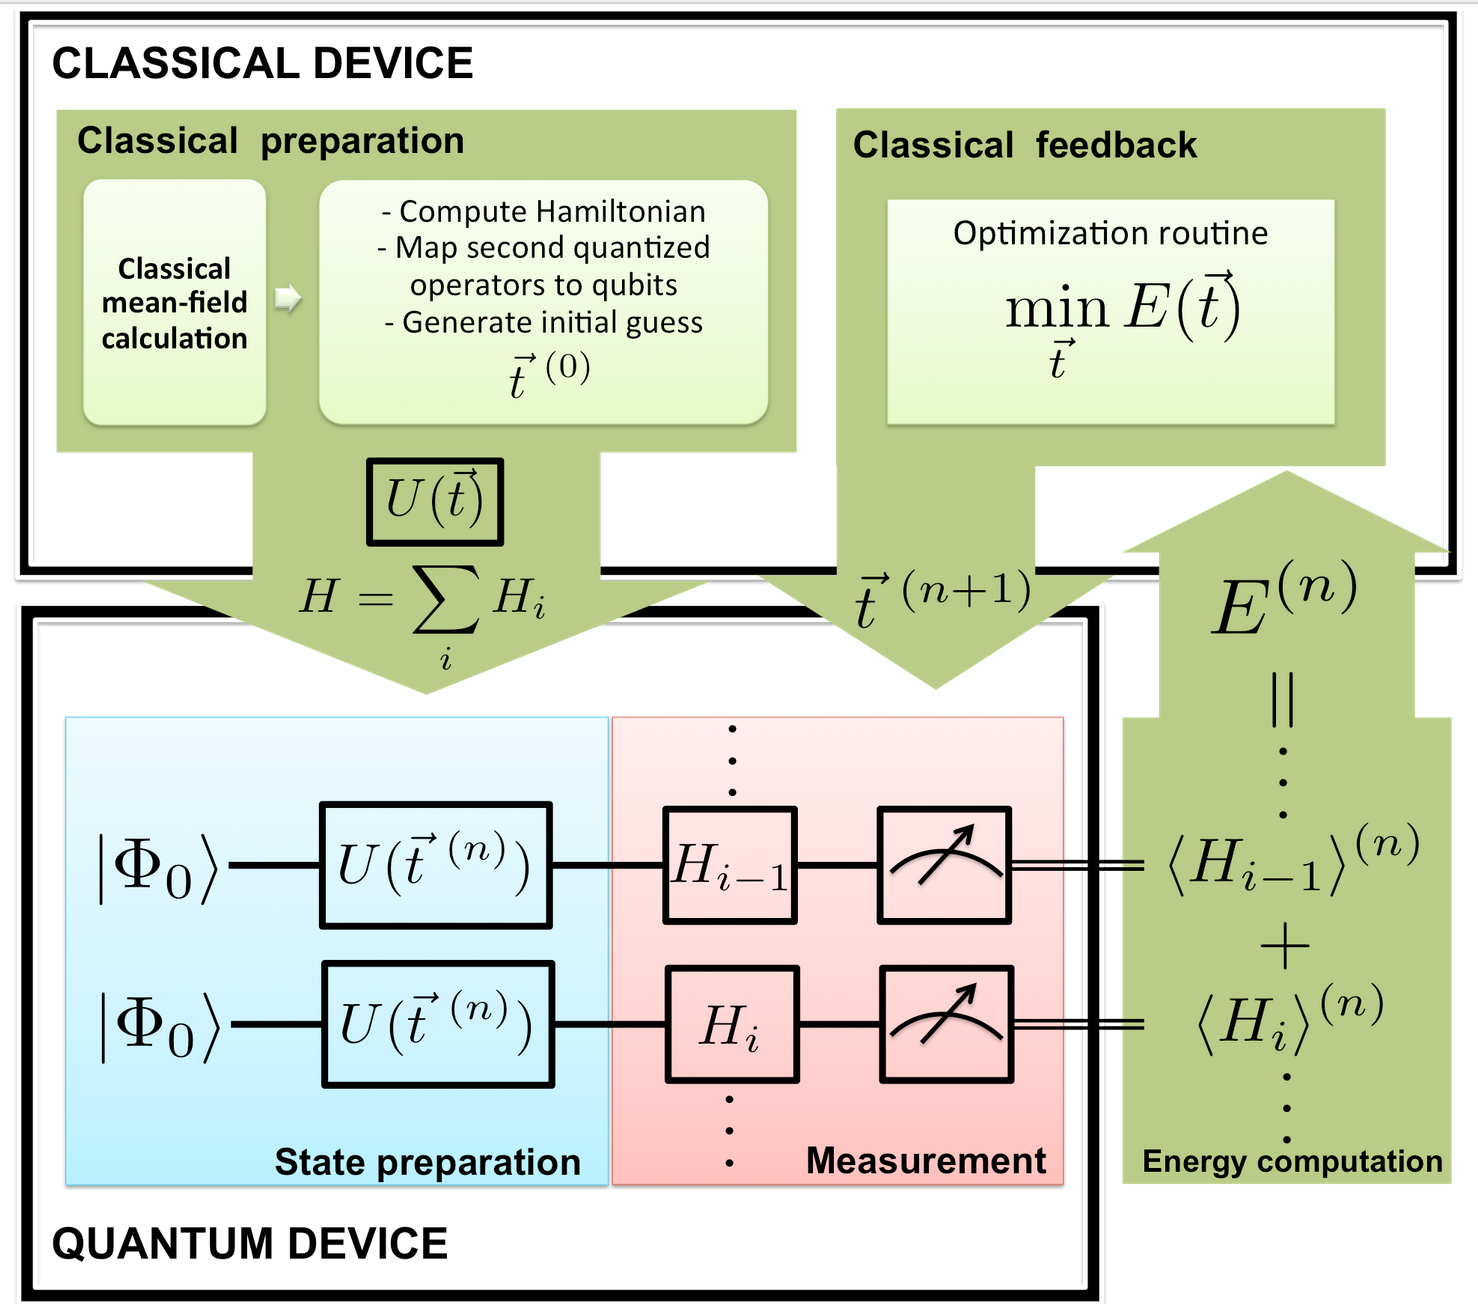 CLASSICAL DEVICE
Classical preparation
Classical
mean-field
calculation
- Compute Hamiltonian
- Map second quantized
operators to qubits
- Generate initial guess
$\vec{t}^{\,(0)}$
$U(\vec{t})$
$H = \sum_i H_i$
Classical feedback
Optimization routine
$\min_{\vec{t}} E(\vec{t})$
$\vec{t}^{\,(n+1)}$
$E^{(n)}$
$||$
$|\Phi_0\rangle$
$U(\vec{t}^{\,(n)})$
$H_{i-1}$
$\langle H_{i-1}\rangle^{(n)}$
$+$
$|\Phi_0\rangle$
$U(\vec{t}^{\,(n)})$
$H_i$
$\langle H_i\rangle^{(n)}$
State preparation
Measurement
Energy computation
QUANTUM DEVICE